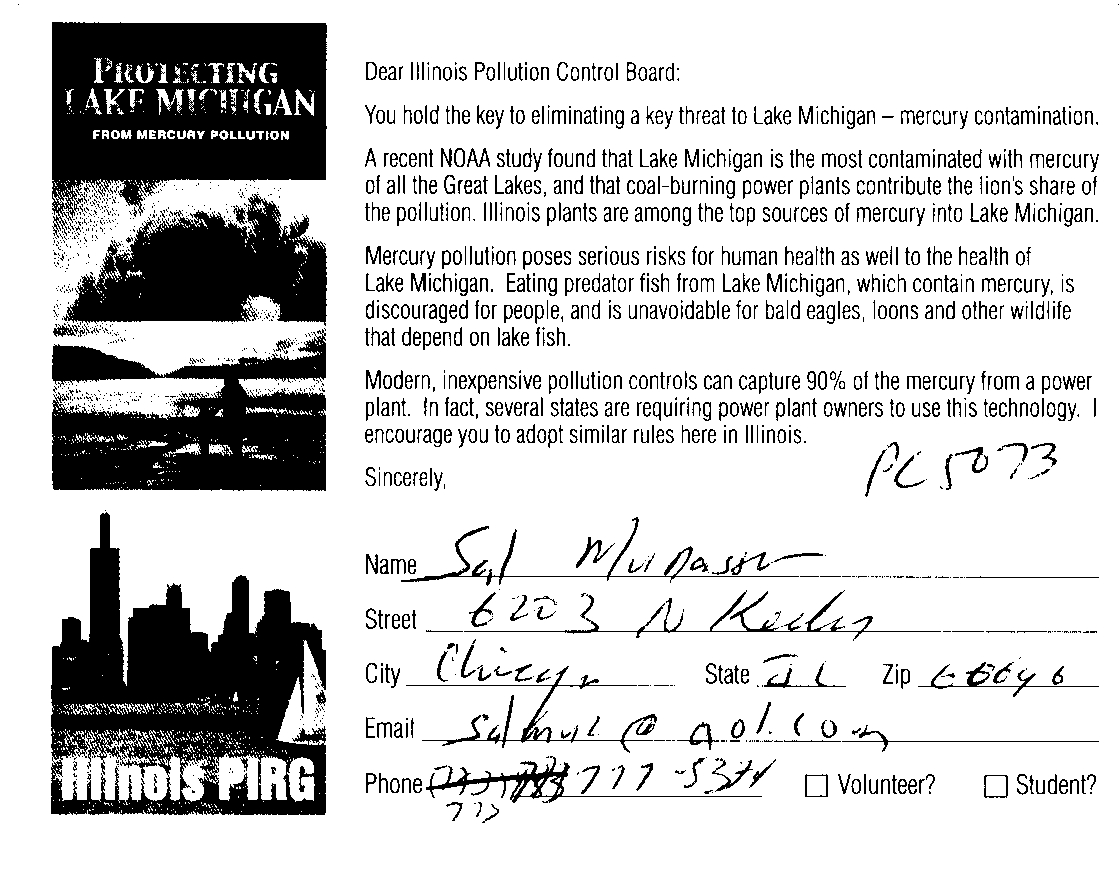 PROTECTING
LAKE MICHIGAN
FROM MERCURY POLLUTION
Illinois PIRG
Dear Illinois Pollution Control Board:
You hold the key to eliminating a key threat to Lake Michigan – mercury contamination.
A recent NOAA study found that Lake Michigan is the most contaminated with mercury
of all the Great Lakes, and that coal-burning power plants contribute the lion's share of
the pollution. Illinois plants are among the top sources of mercury into Lake Michigan.
Mercury pollution poses serious risks for human health as well to the health of
Lake Michigan. Eating predator fish from Lake Michigan, which contain mercury, is
discouraged for people, and is unavoidable for bald eagles, loons and other wildlife
that depend on lake fish.
Modern, inexpensive pollution controls can capture 90% of the mercury from a power
plant. In fact, several states are requiring power plant owners to use this technology. I
encourage you to adopt similar rules here in Illinois.
PC 5073
Sincerely,
Name Sal
Street 6203 N
City Chicago State IL Zip 60646
Email @aol.com
Phone 773 777-5344 Volunteer? Student?